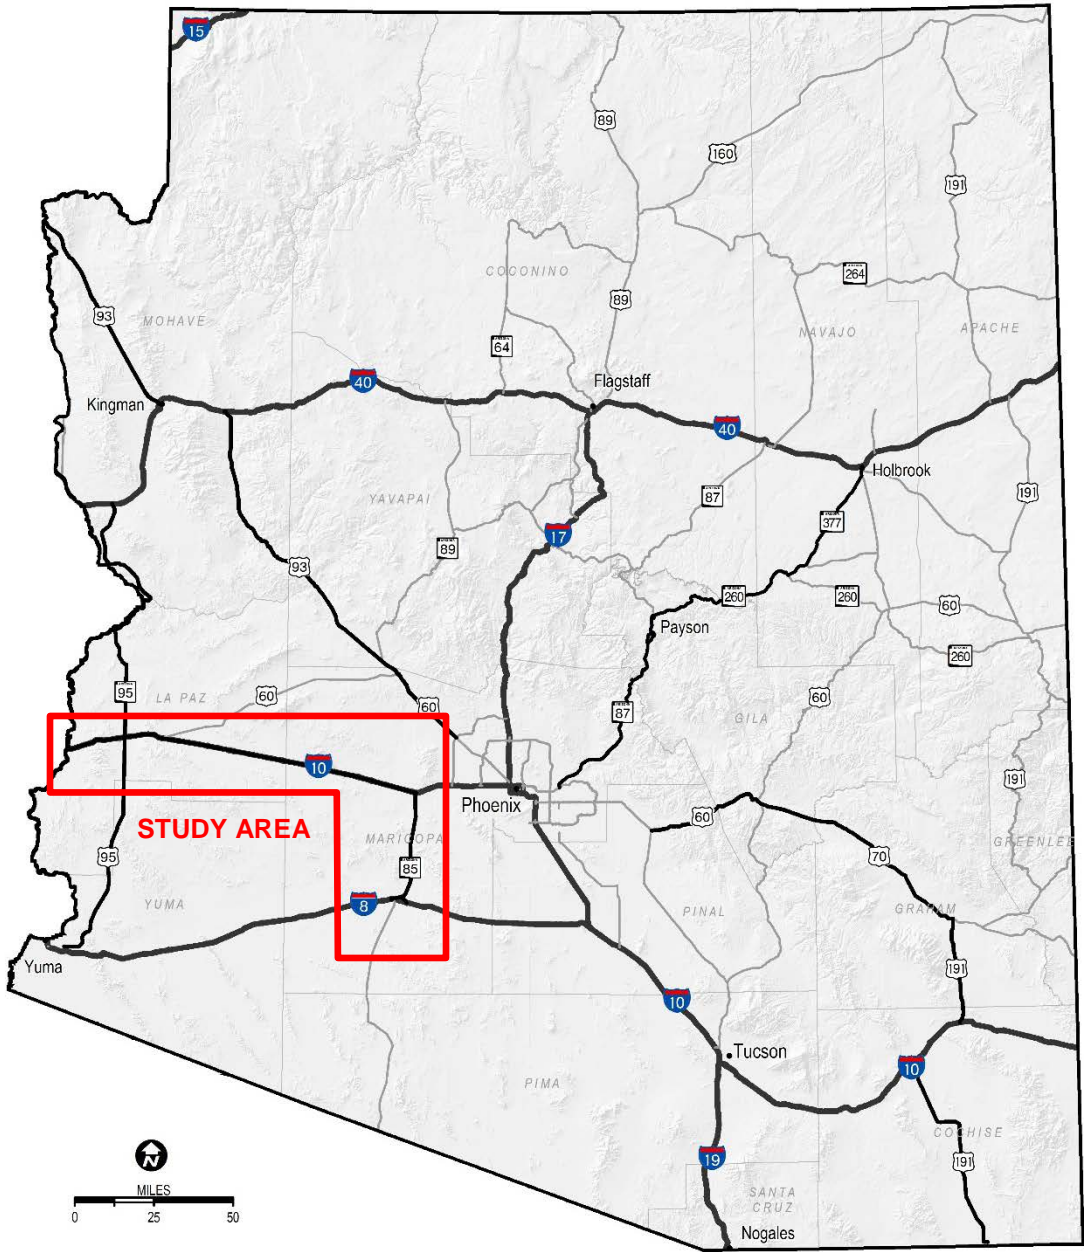 15
89
160
191
COCONINO
264
89
93
MOHAVE
NAVAJO
APACHE
64
40
Flagstaff
Kingman
40
Holbrook
191
YAVAPAI
87
377
17
89
93
260
260
60
Payson
260
LA PAZ
95
60
60
60
87
GILA
10
191
Phoenix
60
STUDY AREA
MARICOPA
GREENLEE
95
85
70
YUMA
8
PINAL
GRAHAM
Yuma
191
10
Tucson
10
PIMA
COCHISE
N
19
191
MILES
0 25 50
SANTA
CRUZ
Nogales